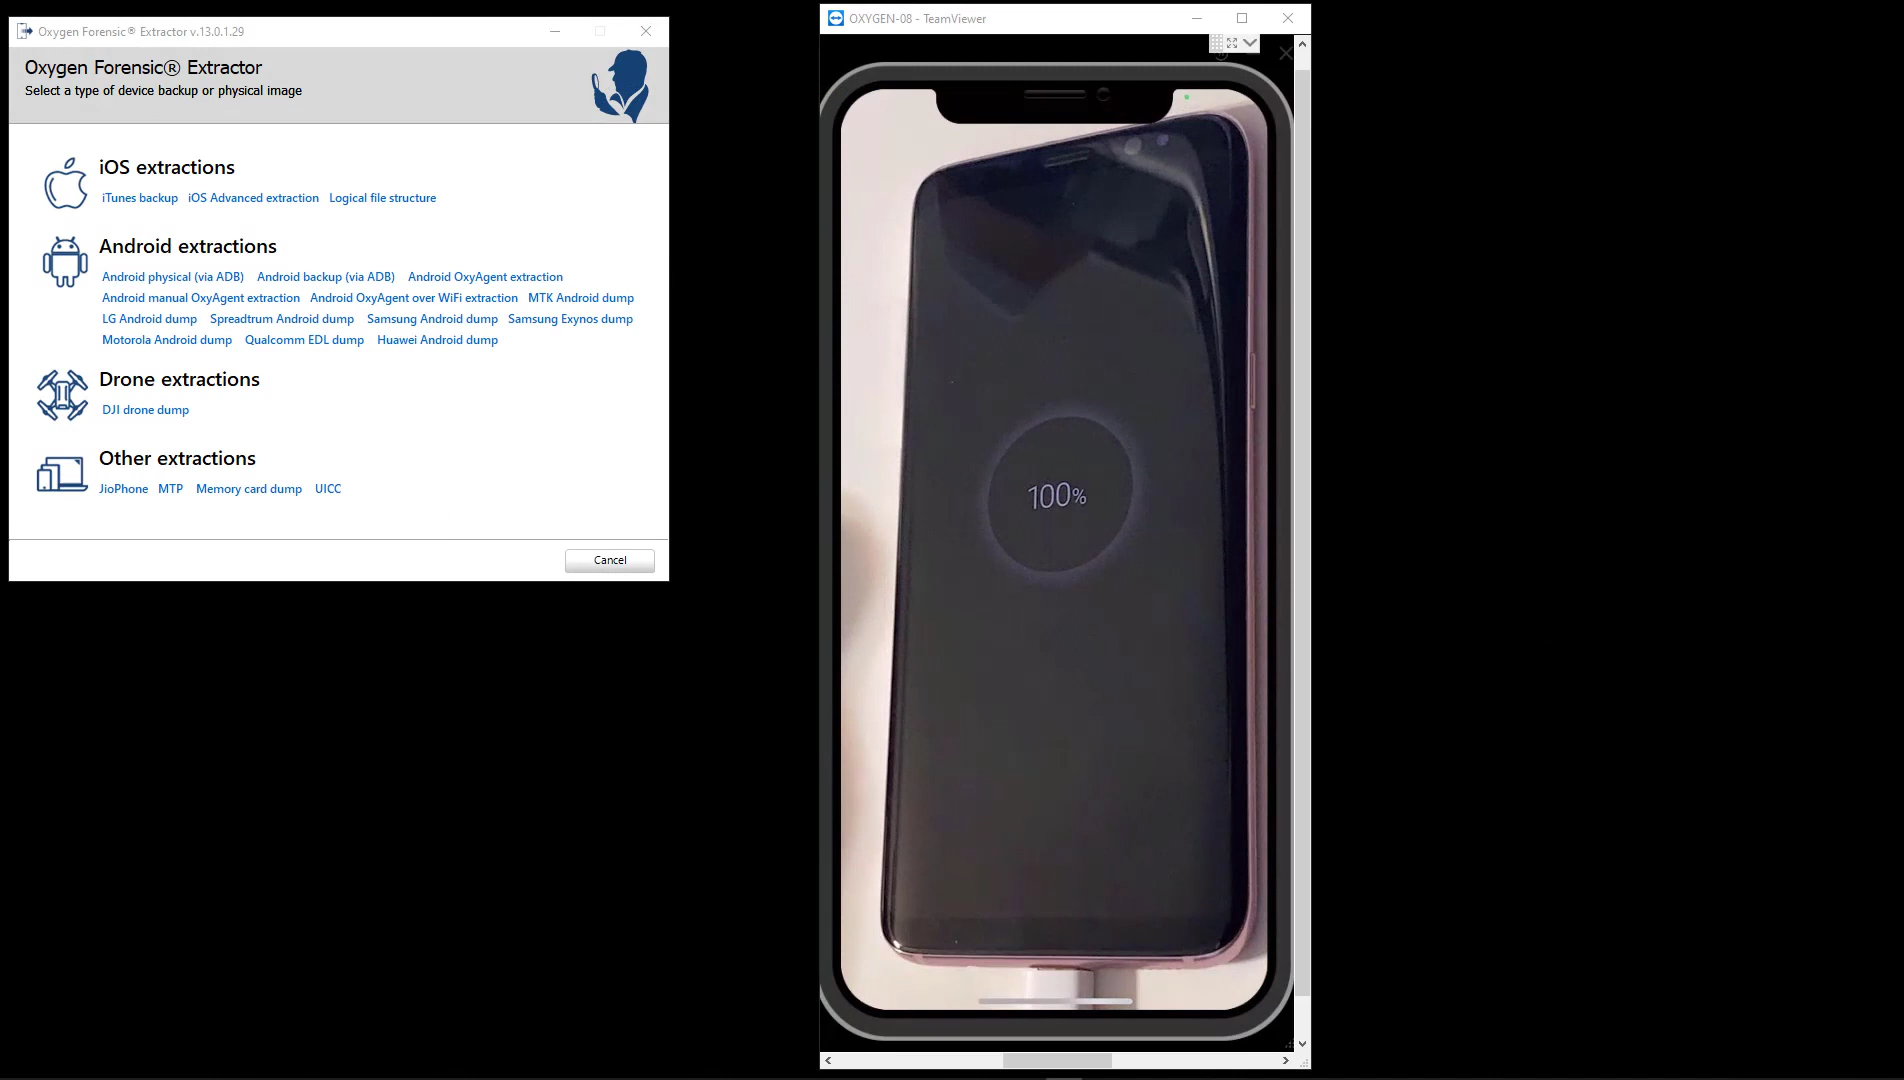 Oxygen Forensic® Extractor v.13.0.1.29
Oxygen Forensic® Extractor
Select a type of device backup or physical image
iOS extractions
iTunes backup iOS Advanced extraction Logical file structure
Android extractions
Android physical (via ADB) Android backup (via ADB) Android OxyAgent extraction
Android manual OxyAgent extraction Android OxyAgent over WiFi extraction MTK Android dump
LG Android dump Spreadtrum Android dump Samsung Android dump Samsung Exynos dump
Motorola Android dump Qualcomm EDL dump Huawei Android dump
Drone extractions
DJI drone dump
Other extractions
JioPhone MTP Memory card dump UICC
Cancel
OXYGEN-08 - TeamViewer
100%